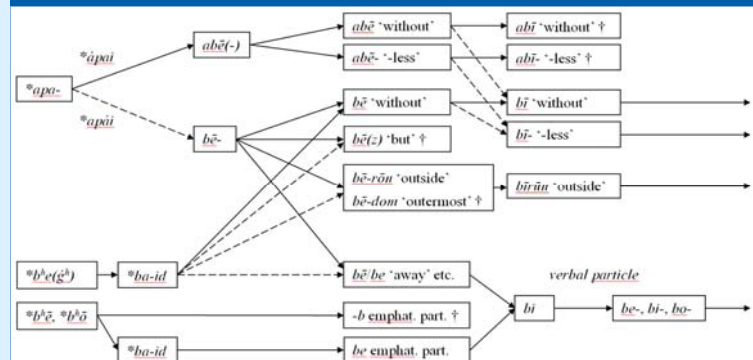 abē 'without'
abī 'without' †
*ápai
abē(-)
abē- '-less'
abī- '-less' †
*apa-
*apái
bē 'without'
bī 'without'
bē-
bē(z) 'but' †
bī- '-less'
bē-rōn 'outside'
bē-dom 'outermost' †
bīrūn 'outside'
*bʰe(ǵʰ)
*ba-id
bē/be 'away' etc.
verbal particle
*bʰē, *bʰō
-b emphat. part. †
bi
be-, bi-, bo-
*ba-id
be emphat. part.